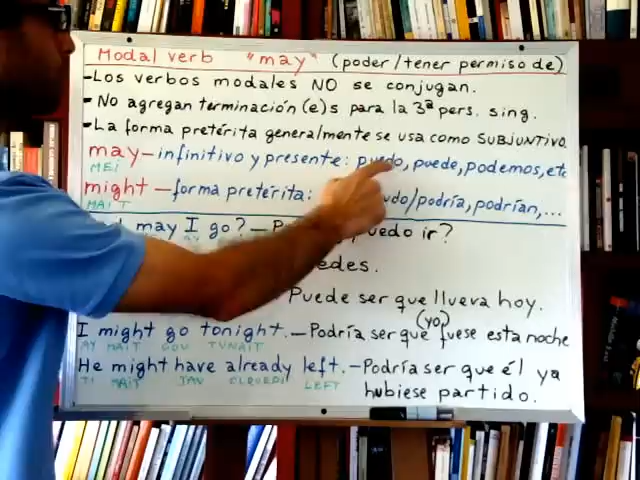 Modal verb "may" (poder/tener permiso de)
- Los verbos modales NO se conjugan.
- No agregan terminación (e)s para la 3ª pers. sing.
- La forma pretérita generalmente se usa como SUBJUNTIVO.
may - infinitivo y presente: puedo, puede, podemos, etc
MEI
might - forma pretérita: udo/podría, podrían, ...
MAIT
may I go? - P uedo ir?
edes.
Puede ser que llueva hoy.
I might go tonight. - Podría ser que (yo) fuese esta noche
AY MAIT GOU TUNAIT
He might have already left. - Podría ser que él ya
MAIT JAV LEFT
hubiese partido.